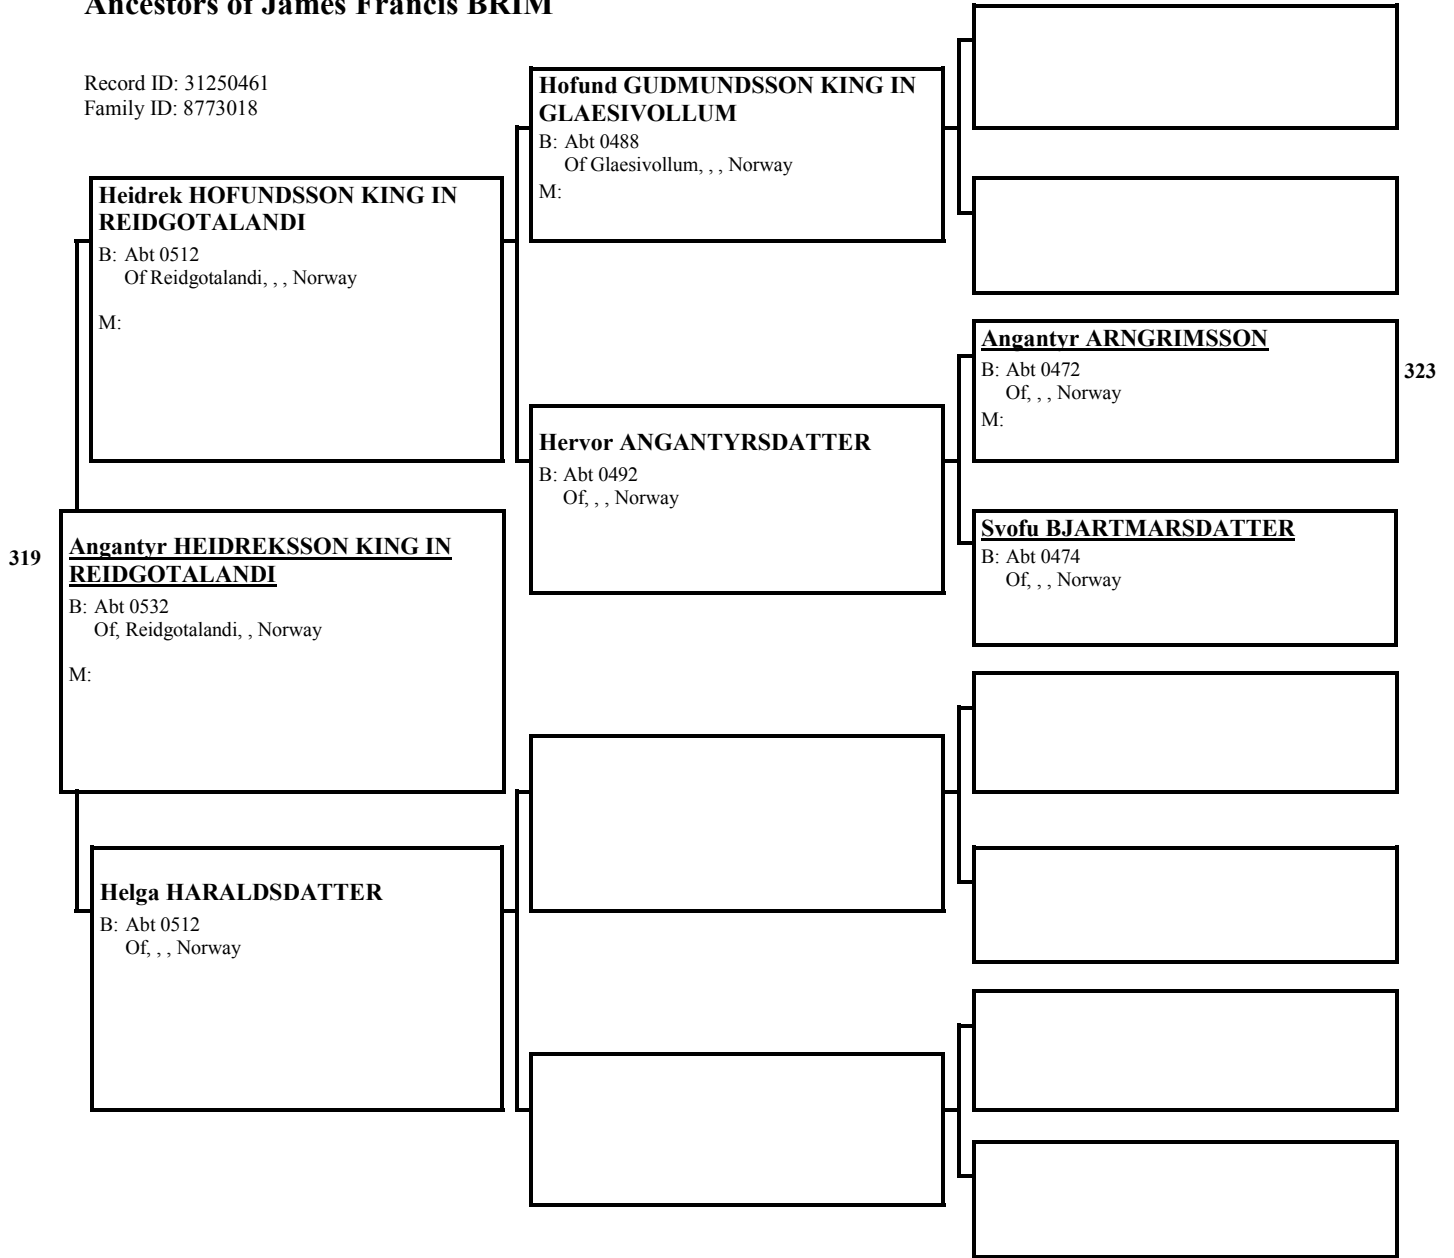 Ancestors of James Francis BRIM
Record ID: 31250461
Family ID: 8773018
Hofund GUDMUNDSSON KING IN
GLAESIVOLLUM
B: Abt 0488
Of Glaesivollum, , , Norway
M:
Heidrek HOFUNDSSON KING IN
REIDGOTALANDI
B: Abt 0512
Of Reidgotalandi, , , Norway
M:
Angantyr ARNGRIMSSON
B: Abt 0472
Of, , , Norway
M:
323
Hervor ANGANTYRSDATTER
B: Abt 0492
Of, , , Norway
Svofu BJARTMARSDATTER
B: Abt 0474
Of, , , Norway
319
Angantyr HEIDREKSSON KING IN
REIDGOTALANDI
B: Abt 0532
Of, Reidgotalandi, , Norway
M:
Helga HARALDSDATTER
B: Abt 0512
Of, , , Norway